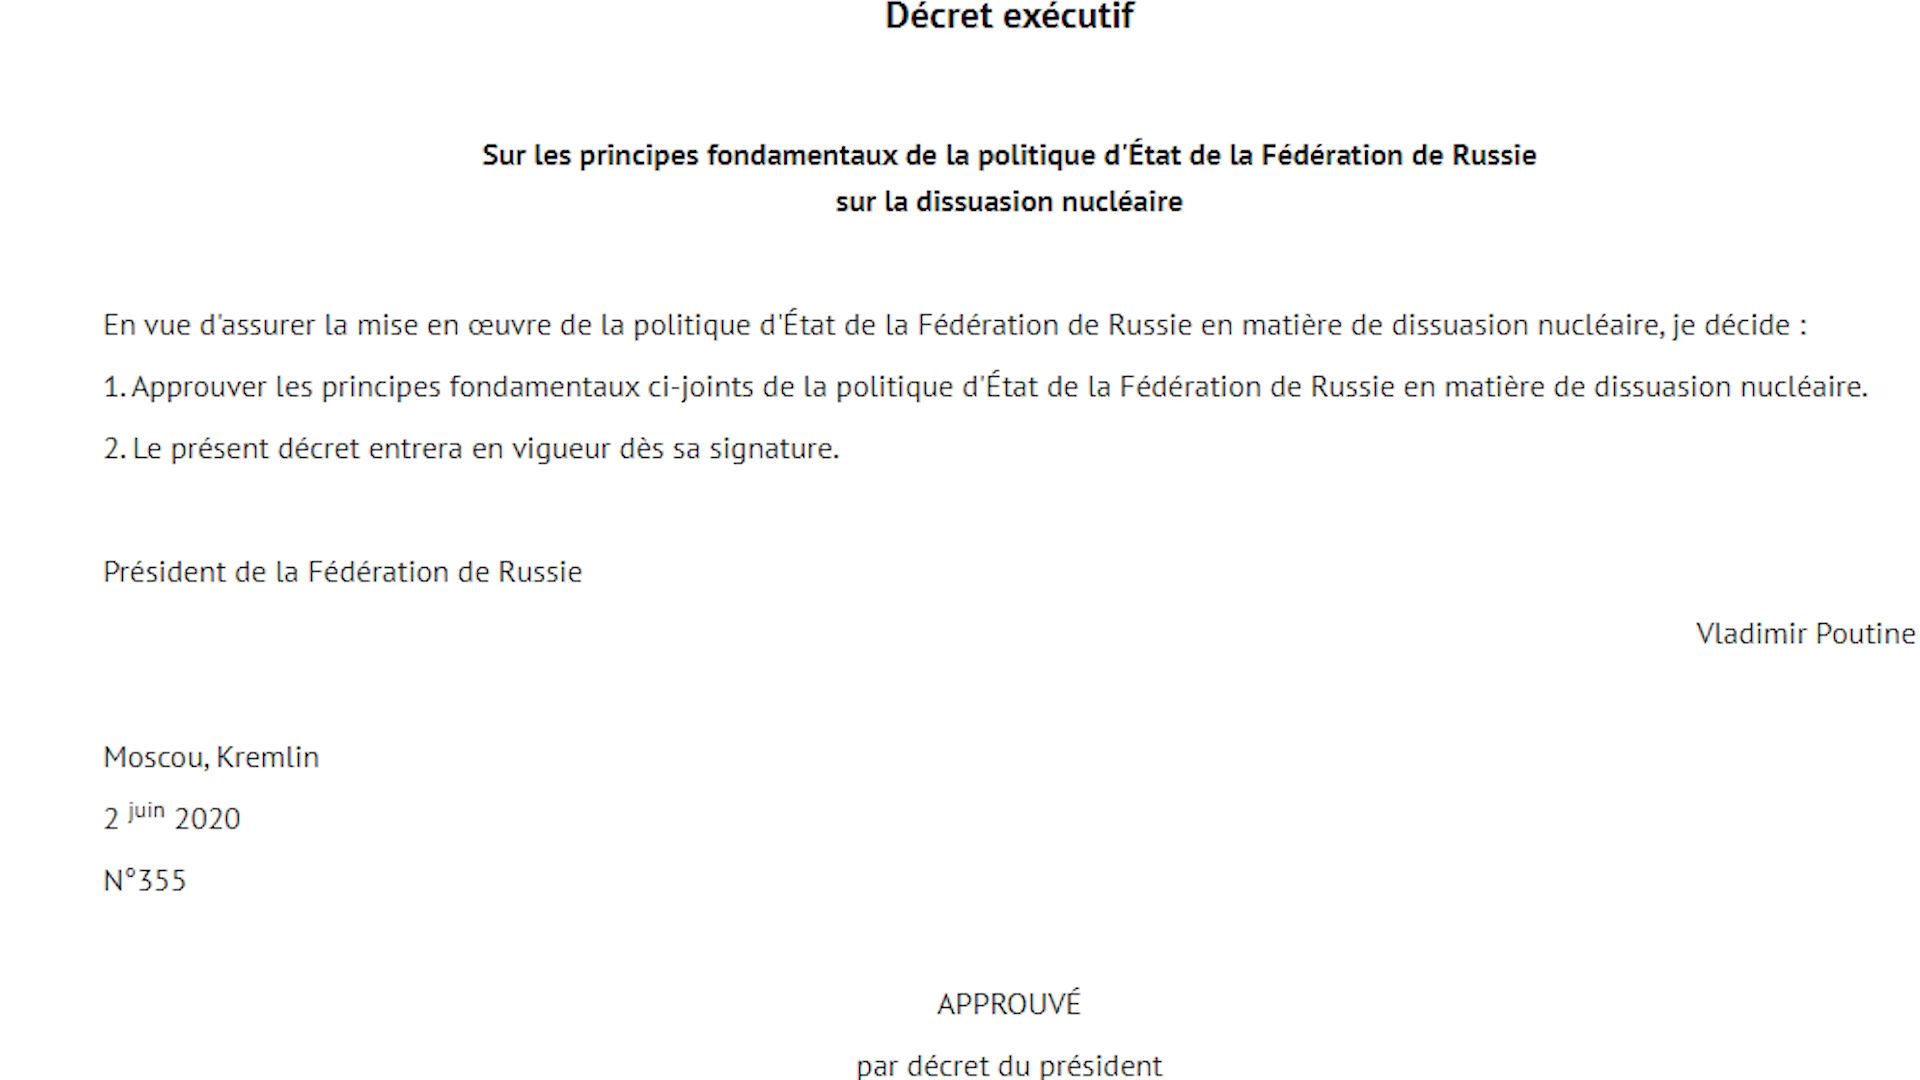 Décret exécutif
Sur les principes fondamentaux de la politique d'État de la Fédération de Russie
sur la dissuasion nucléaire
En vue d'assurer la mise en œuvre de la politique d'État de la Fédération de Russie en matière de dissuasion nucléaire, je décide :
1. Approuver les principes fondamentaux ci-joints de la politique d'État de la Fédération de Russie en matière de dissuasion nucléaire.
2. Le présent décret entrera en vigueur dès sa signature.
Président de la Fédération de Russie
Vladimir Poutine
Moscou, Kremlin
2 juin 2020
N°355
APPROUVÉ
par décret du président